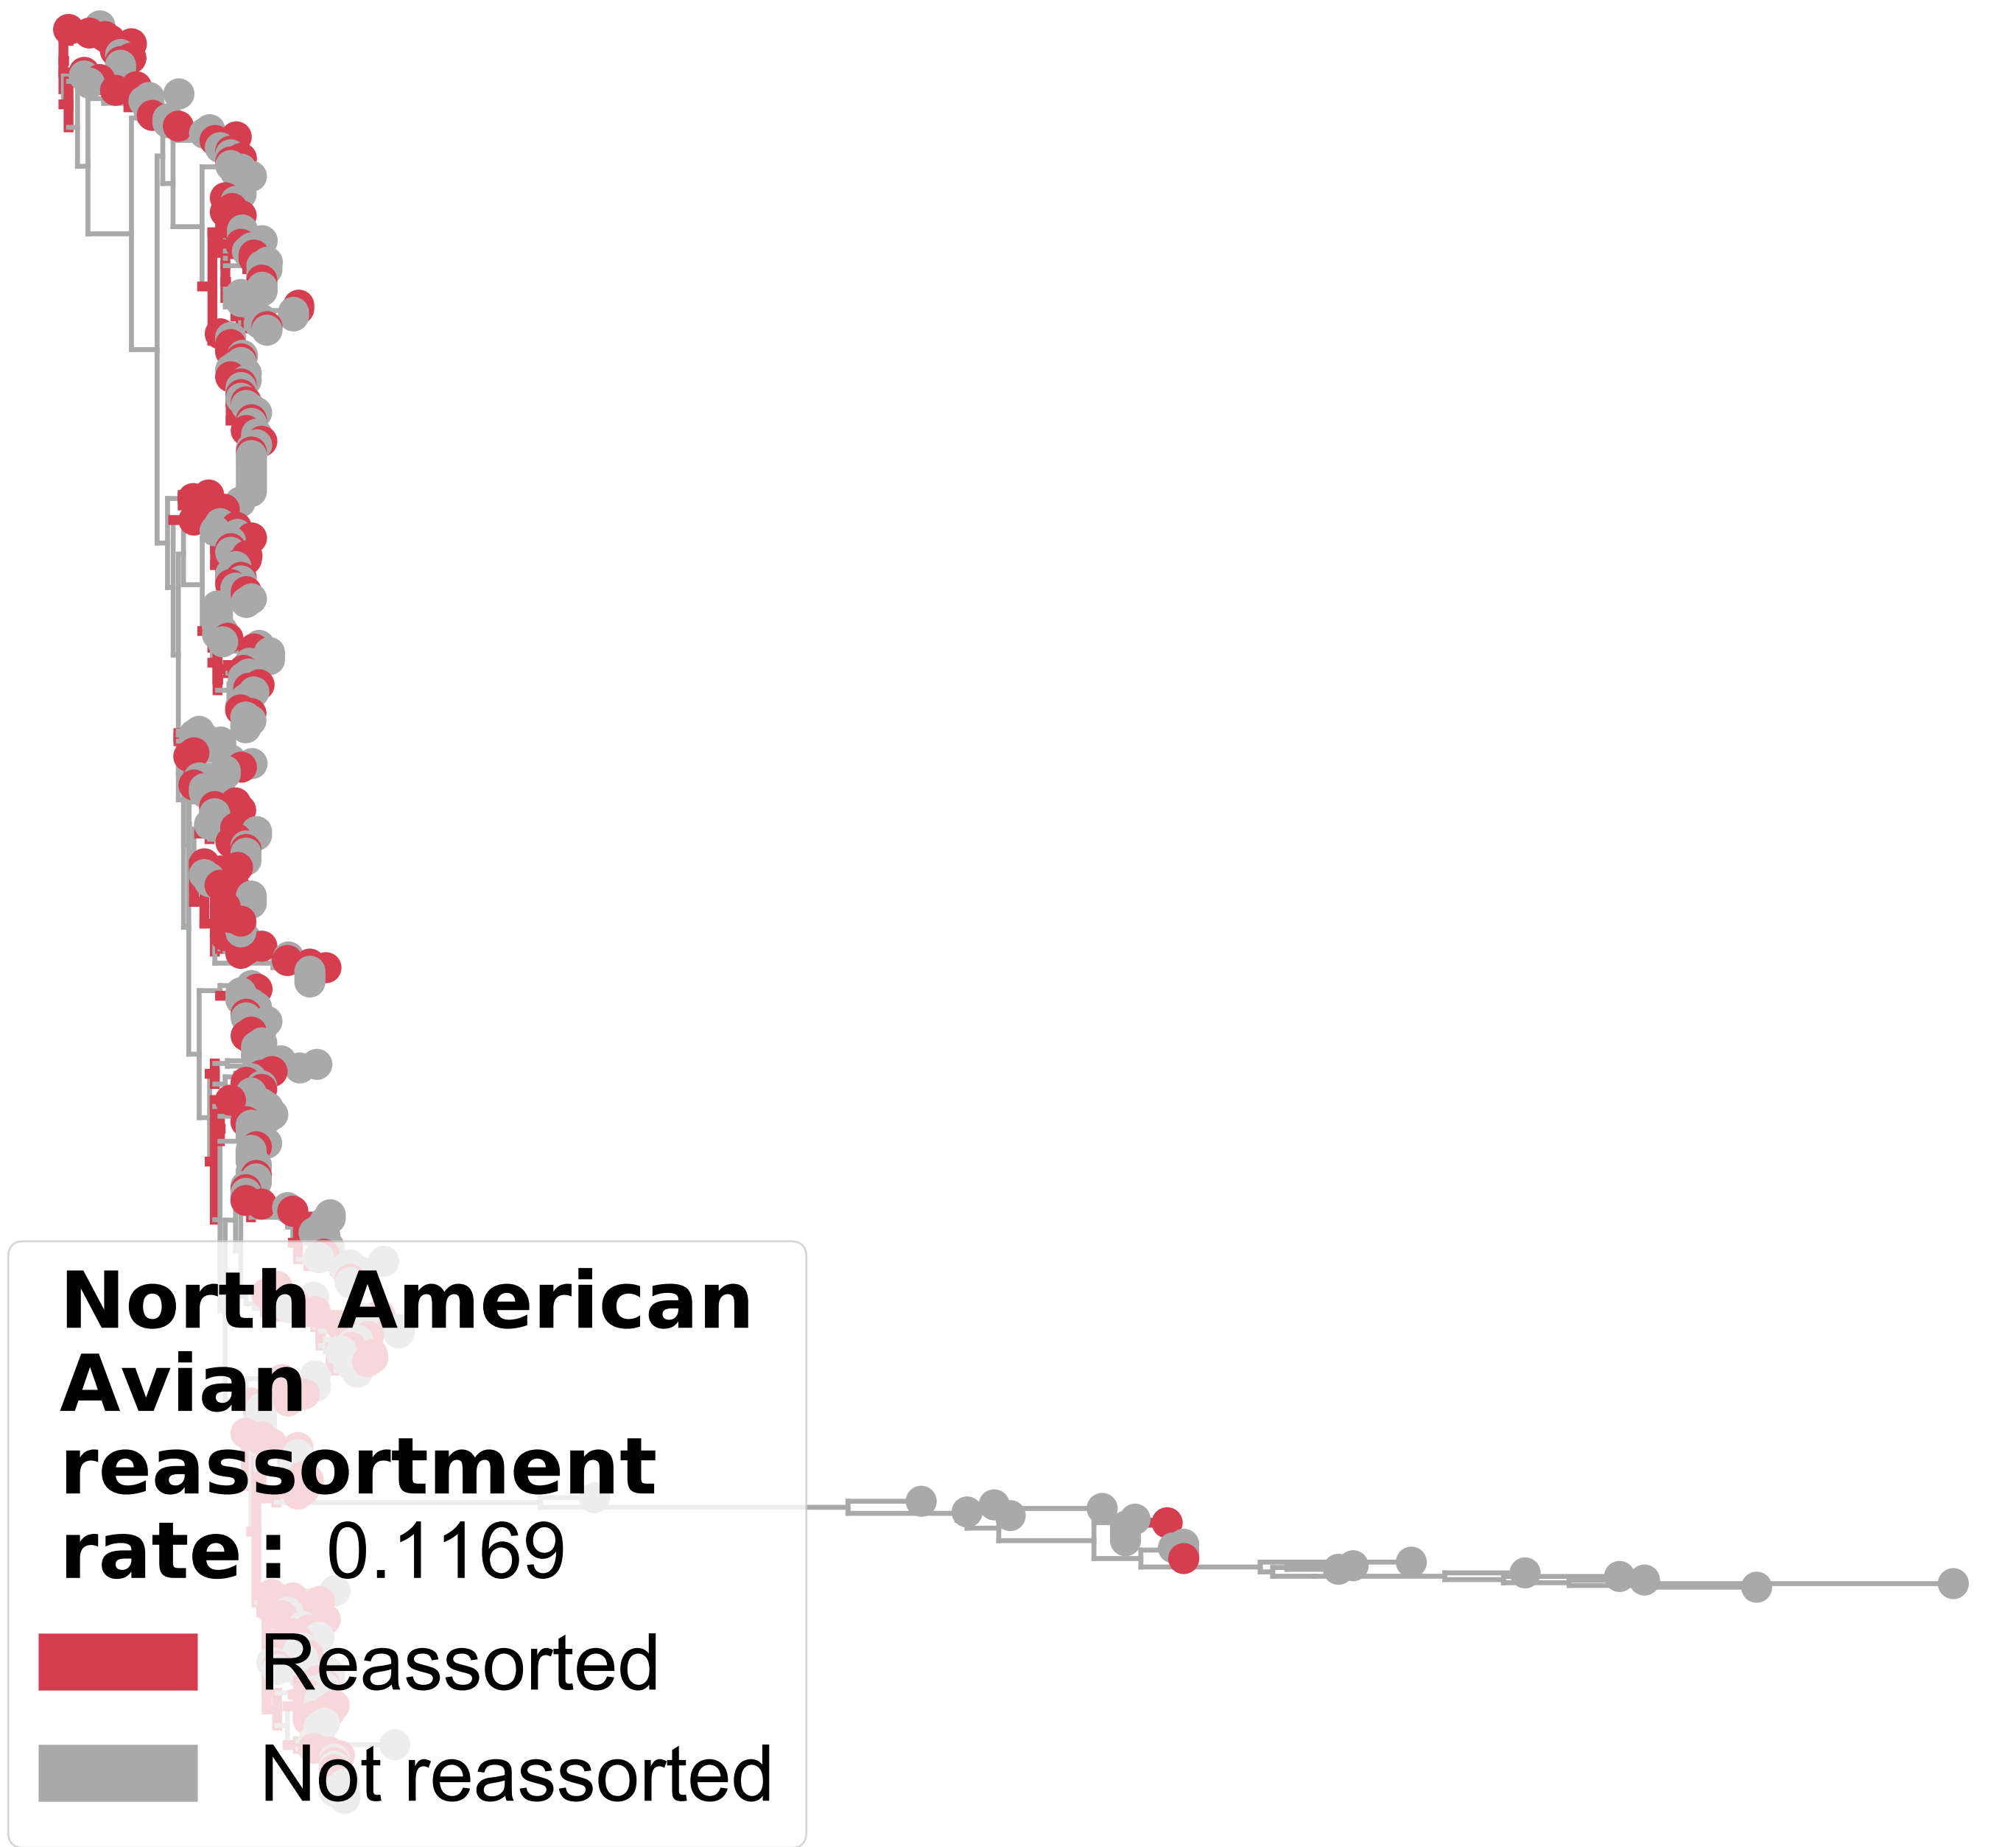 North American
Avian
reassortment
rate: 0.1169
Reassorted
Not reassorted